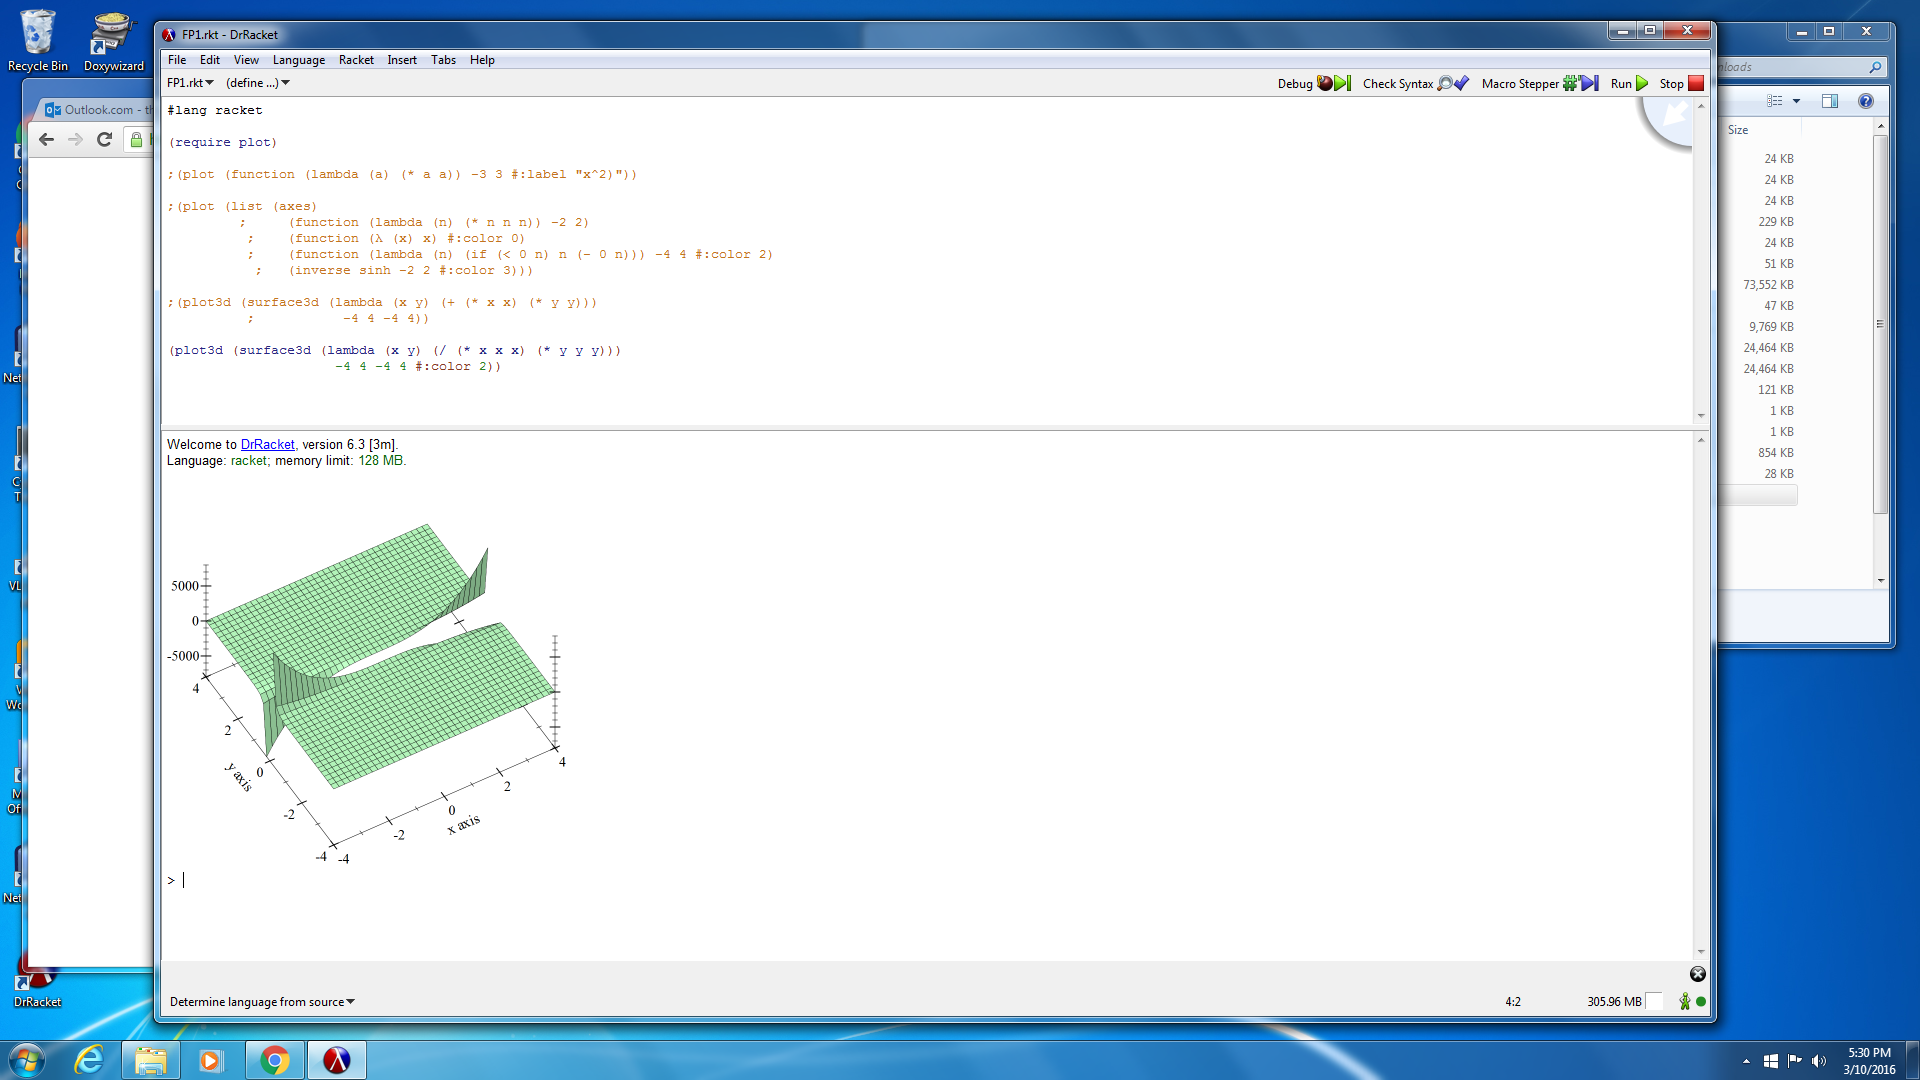 Recycle Bin
Doxywizard
FP1.rkt - DrRacket
File Edit View Language Racket Insert Tabs Help
FP1.rkt (define ...)
Debug Check Syntax Macro Stepper Run Stop
Outlook.com - th
#lang racket
(require plot)
;(plot (function (lambda (a) (* a a)) -3 3 #:label "x^2)"))
;(plot (list (axes)
; (function (lambda (n) (* n n n)) -2 2)
; (function (λ (x) x) #:color 0)
; (function (lambda (n) (if (< 0 n) n (- 0 n))) -4 4 #:color 2)
; (inverse sinh -2 2 #:color 3)))
;(plot3d (surface3d (lambda (x y) (+ (* x x) (* y y)))
; -4 4 -4 4))
(plot3d (surface3d (lambda (x y) (/ (* x x x) (* y y y)))
-4 4 -4 4 #:color 2))
Welcome to DrRacket, version 6.3 [3m].
Language: racket; memory limit: 128 MB.
5000
0
-5000
4
2
0
-2
-4
y axis
-4
-2
0
2
4
x axis
>
Determine language from source
4:2
305.96 MB
nloads
Size
24 KB
24 KB
24 KB
229 KB
24 KB
51 KB
73,552 KB
47 KB
9,769 KB
24,464 KB
24,464 KB
121 KB
1 KB
1 KB
854 KB
28 KB
Net
VL
Wo
Of
Net
DrRacket
5:30 PM
3/10/2016